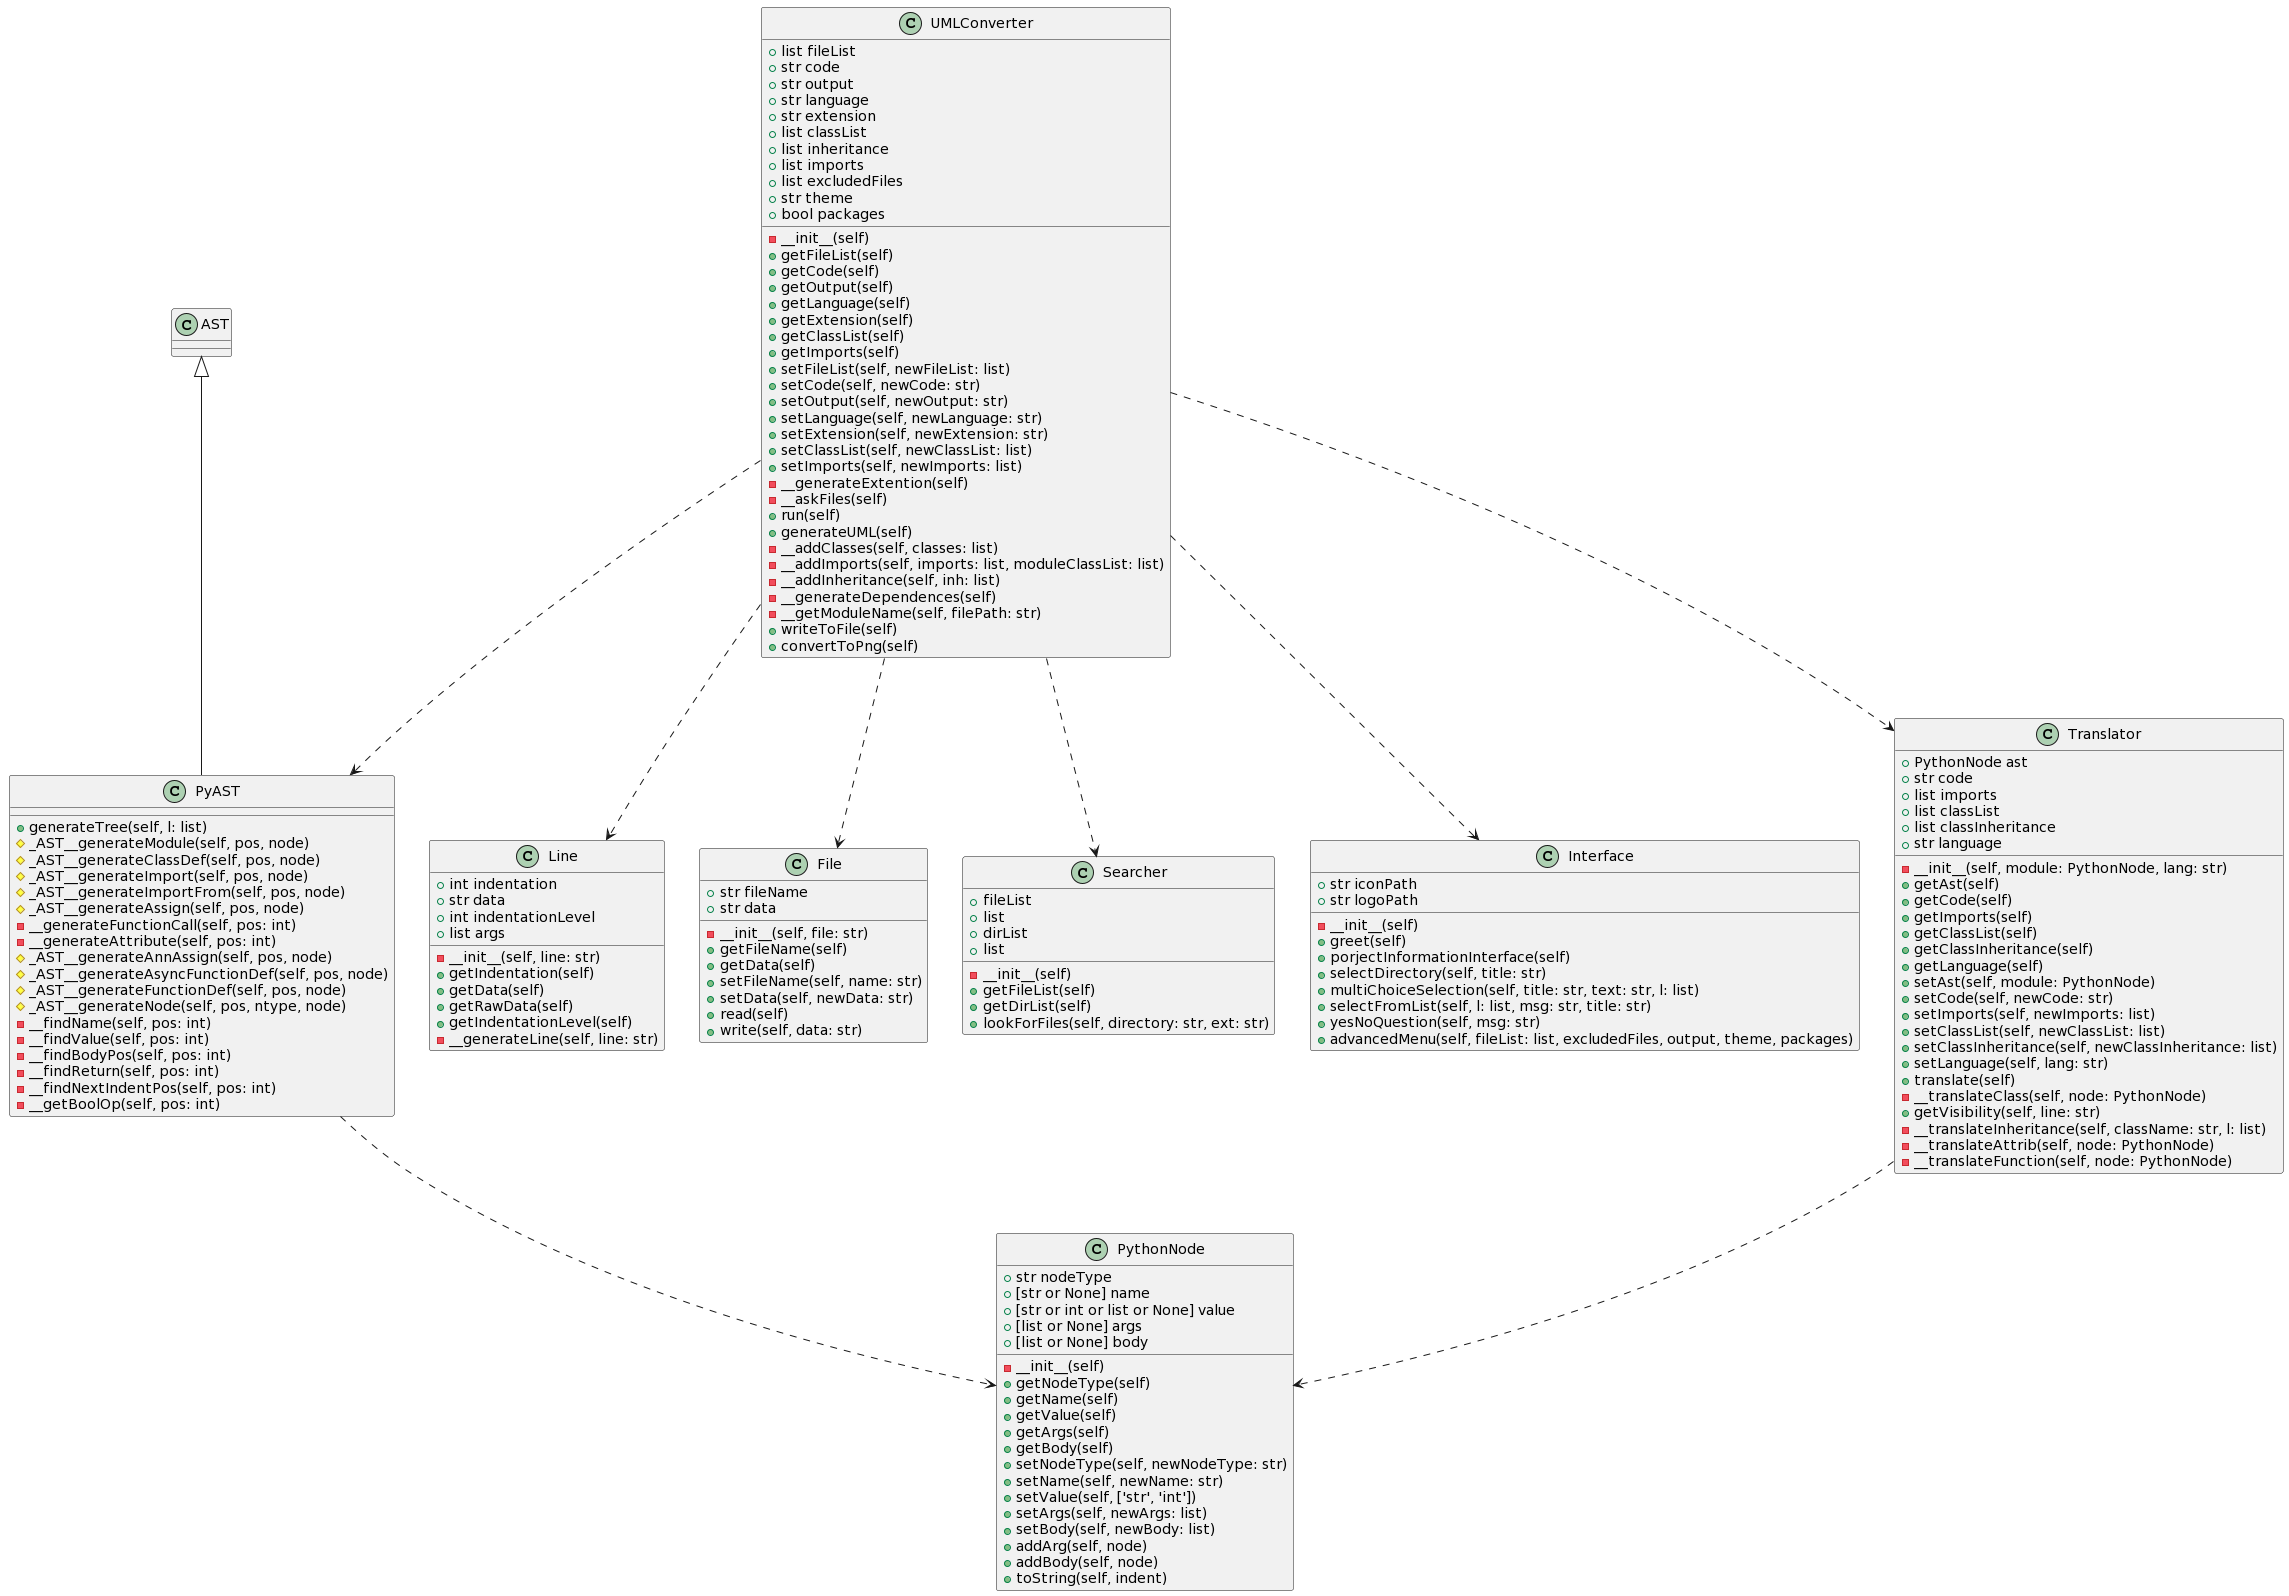 C UMLConverter
list fileList
str code
str output
str language
str extension
list classList
list inheritance
list imports
list excludedFiles
str theme
bool packages
__init__(self)
getFileList(self)
getCode(self)
getOutput(self)
getLanguage(self)
getExtension(self)
getClassList(self)
getImports(self)
setFileList(self, newFileList: list)
setCode(self, newCode: str)
setOutput(self, newOutput: str)
setLanguage(self, newLanguage: str)
setExtension(self, newExtension: str)
setClassList(self, newClassList: list)
setImports(self, newImports: list)
__generateExtention(self)
__askFiles(self)
run(self)
generateUML(self)
__addClasses(self, classes: list)
__addImports(self, imports: list, moduleClassList: list)
__addInheritance(self, inh: list)
__generateDependences(self)
__getModuleName(self, filePath: str)
writeToFile(self)
convertToPng(self)
C AST
C PyAST
generateTree(self, l: list)
_AST__generateModule(self, pos, node)
_AST__generateClassDef(self, pos, node)
_AST__generateImport(self, pos, node)
_AST__generateImportFrom(self, pos, node)
_AST__generateAssign(self, pos, node)
__generateFunctionCall(self, pos: int)
__generateAttribute(self, pos: int)
_AST__generateAnnAssign(self, pos, node)
_AST__generateAsyncFunctionDef(self, pos, node)
_AST__generateFunctionDef(self, pos, node)
_AST__generateNode(self, pos, ntype, node)
__findName(self, pos: int)
__findValue(self, pos: int)
__findBodyPos(self, pos: int)
__findReturn(self, pos: int)
__findNextIndentPos(self, pos: int)
__getBoolOp(self, pos: int)
C Line
int indentation
str data
int indentationLevel
list args
__init__(self, line: str)
getIndentation(self)
getData(self)
getRawData(self)
getIndentationLevel(self)
__generateLine(self, line: str)
C File
str fileName
str data
__init__(self, file: str)
getFileName(self)
getData(self)
setFileName(self, name: str)
setData(self, newData: str)
read(self)
write(self, data: str)
C Searcher
fileList
list
dirList
list
__init__(self)
getFileList(self)
getDirList(self)
lookForFiles(self, directory: str, ext: str)
C Interface
str iconPath
str logoPath
__init__(self)
greet(self)
porjectInformationInterface(self)
selectDirectory(self, title: str)
multiChoiceSelection(self, title: str, text: str, l: list)
selectFromList(self, l: list, msg: str, title: str)
yesNoQuestion(self, msg: str)
advancedMenu(self, fileList: list, excludedFiles, output, theme, packages)
C Translator
PythonNode ast
str code
list imports
list classList
list classInheritance
str language
__init__(self, module: PythonNode, lang: str)
getAst(self)
getCode(self)
getImports(self)
getClassList(self)
getClassInheritance(self)
getLanguage(self)
setAst(self, module: PythonNode)
setCode(self, newCode: str)
setImports(self, newImports: list)
setClassList(self, newClassList: list)
setClassInheritance(self, newClassInheritance: list)
setLanguage(self, lang: str)
translate(self)
__translateClass(self, node: PythonNode)
getVisibility(self, line: str)
__translateInheritance(self, className: str, l: list)
__translateAttrib(self, node: PythonNode)
__translateFunction(self, node: PythonNode)
C PythonNode
str nodeType
[str or None] name
[str or int or list or None] value
[list or None] args
[list or None] body
__init__(self)
getNodeType(self)
getName(self)
getValue(self)
getArgs(self)
getBody(self)
setNodeType(self, newNodeType: str)
setName(self, newName: str)
setValue(self, ['str', 'int'])
setArgs(self, newArgs: list)
setBody(self, newBody: list)
addArg(self, node)
addBody(self, node)
toString(self, indent)